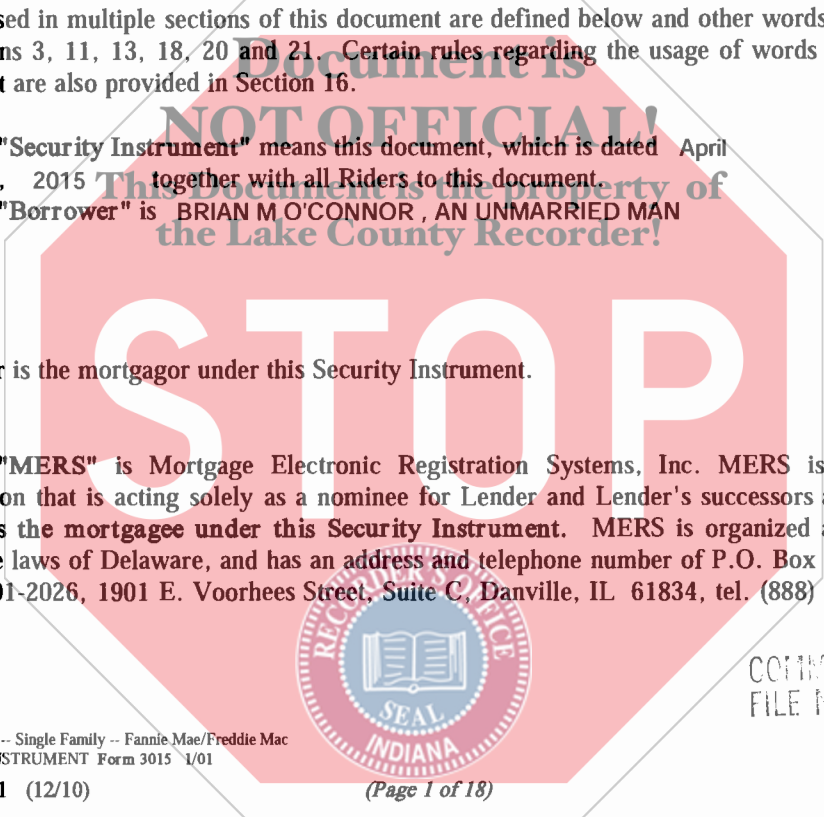 sed in multiple sections of this document are defined below and other words
ns 3, 11, 13, 18, 20 and 21. Certain rules regarding the usage of words
t are also provided in Section 16.
Document is
NOT OFFICIAL!
This Document is the property of
the Lake County Recorder!
"Security Instrument" means this document, which is dated April
, 2015 together with all Riders to this document.
"Borrower" is BRIAN M O'CONNOR , AN UNMARRIED MAN
STOP
r is the mortgagor under this Security Instrument.
"MERS" is Mortgage Electronic Registration Systems, Inc. MERS is
on that is acting solely as a nominee for Lender and Lender's successors a
s the mortgagee under this Security Instrument. MERS is organized a
e laws of Delaware, and has an address and telephone number of P.O. Box
01-2026, 1901 E. Voorhees Street, Suite C, Danville, IL 61834, tel. (888)
RECORDER'S OFFICE
SEAL
INDIANA
FILE
-- Single Family -- Fannie Mae/Freddie Mac
STRUMENT Form 3015 1/01
1 (12/10)
(Page 1 of 18)